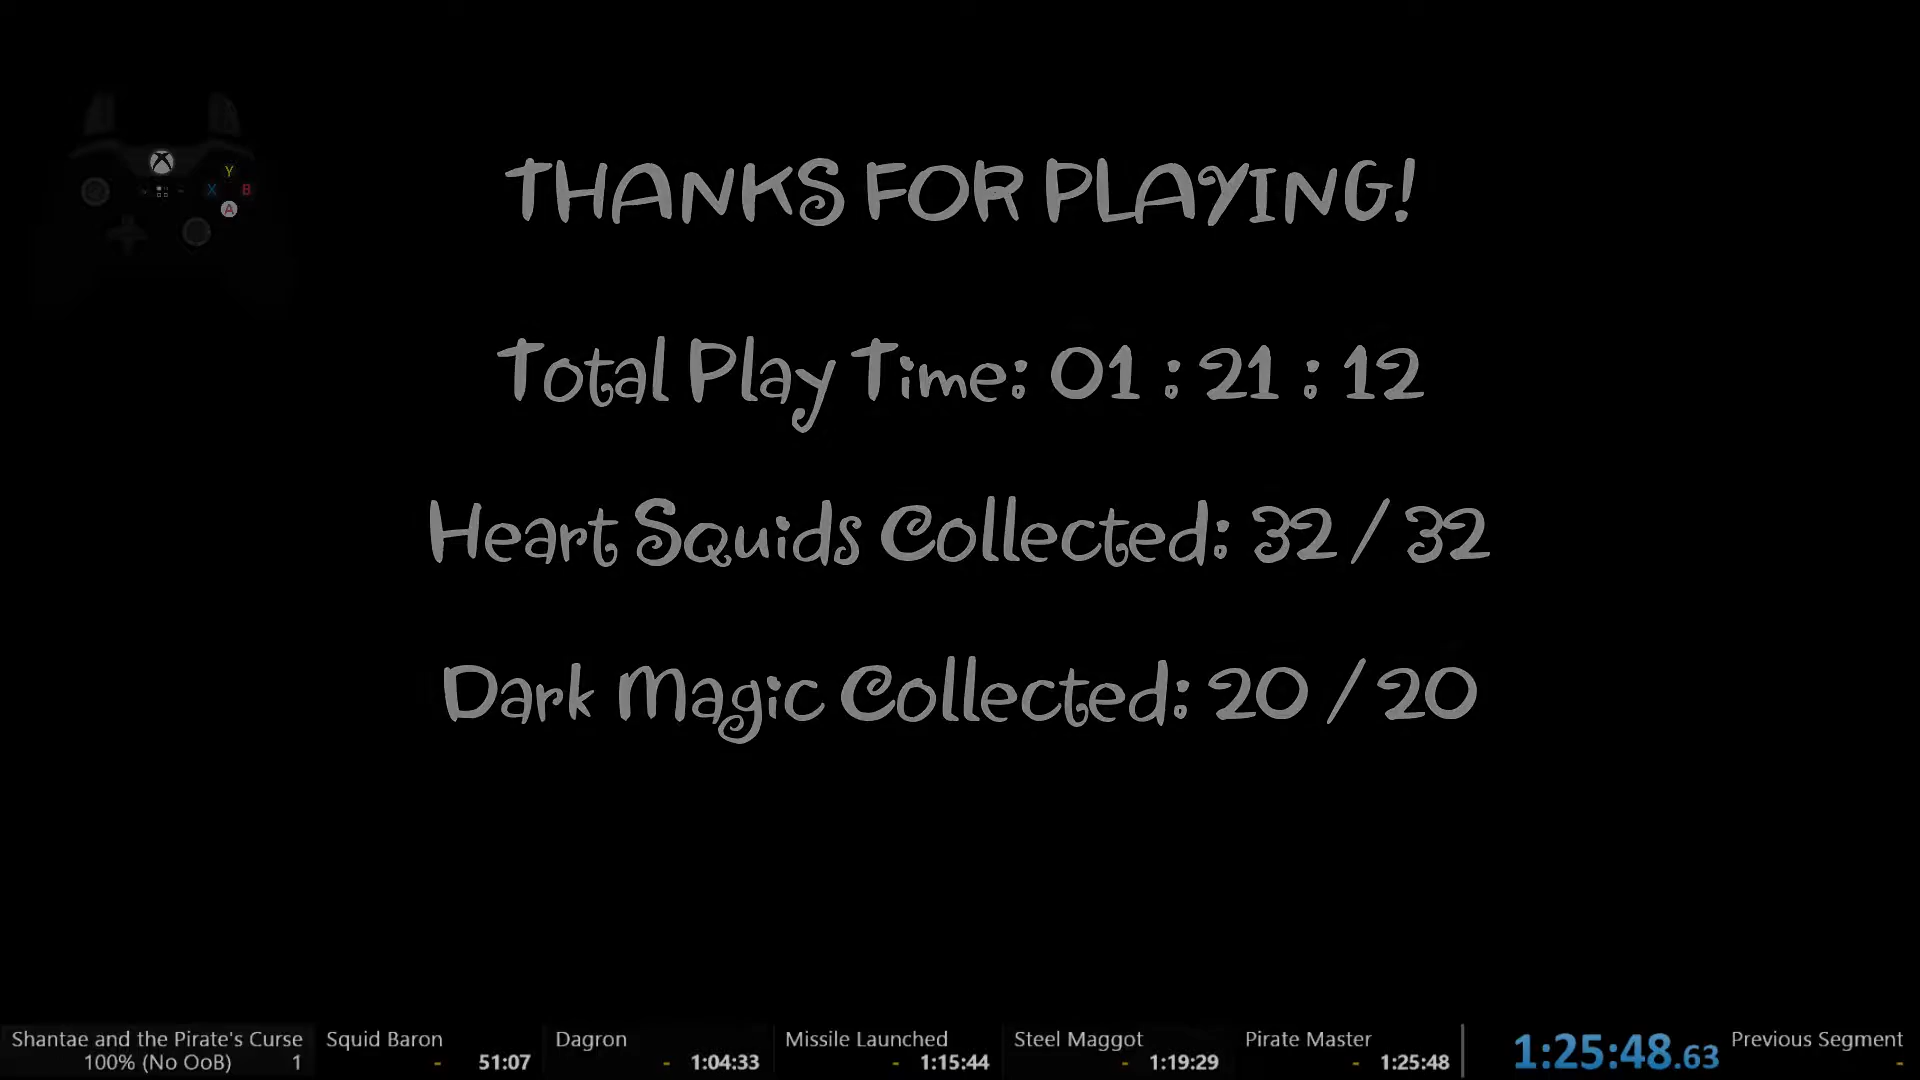 Y
X B
A
THANKS FOR PLAYING!
Total Play Time: 01 : 21 : 12
Heart Squids Collected: 32 / 32
Dark Magic Collected: 20 / 20
Shantae and the Pirate's Curse
100% (No OoB) 1
Squid Baron
- 51:07
Dagron
- 1:04:33
Missile Launched
- 1:15:44
Steel Maggot
- 1:19:29
Pirate Master
- 1:25:48
1:25:48.63
Previous Segment
-